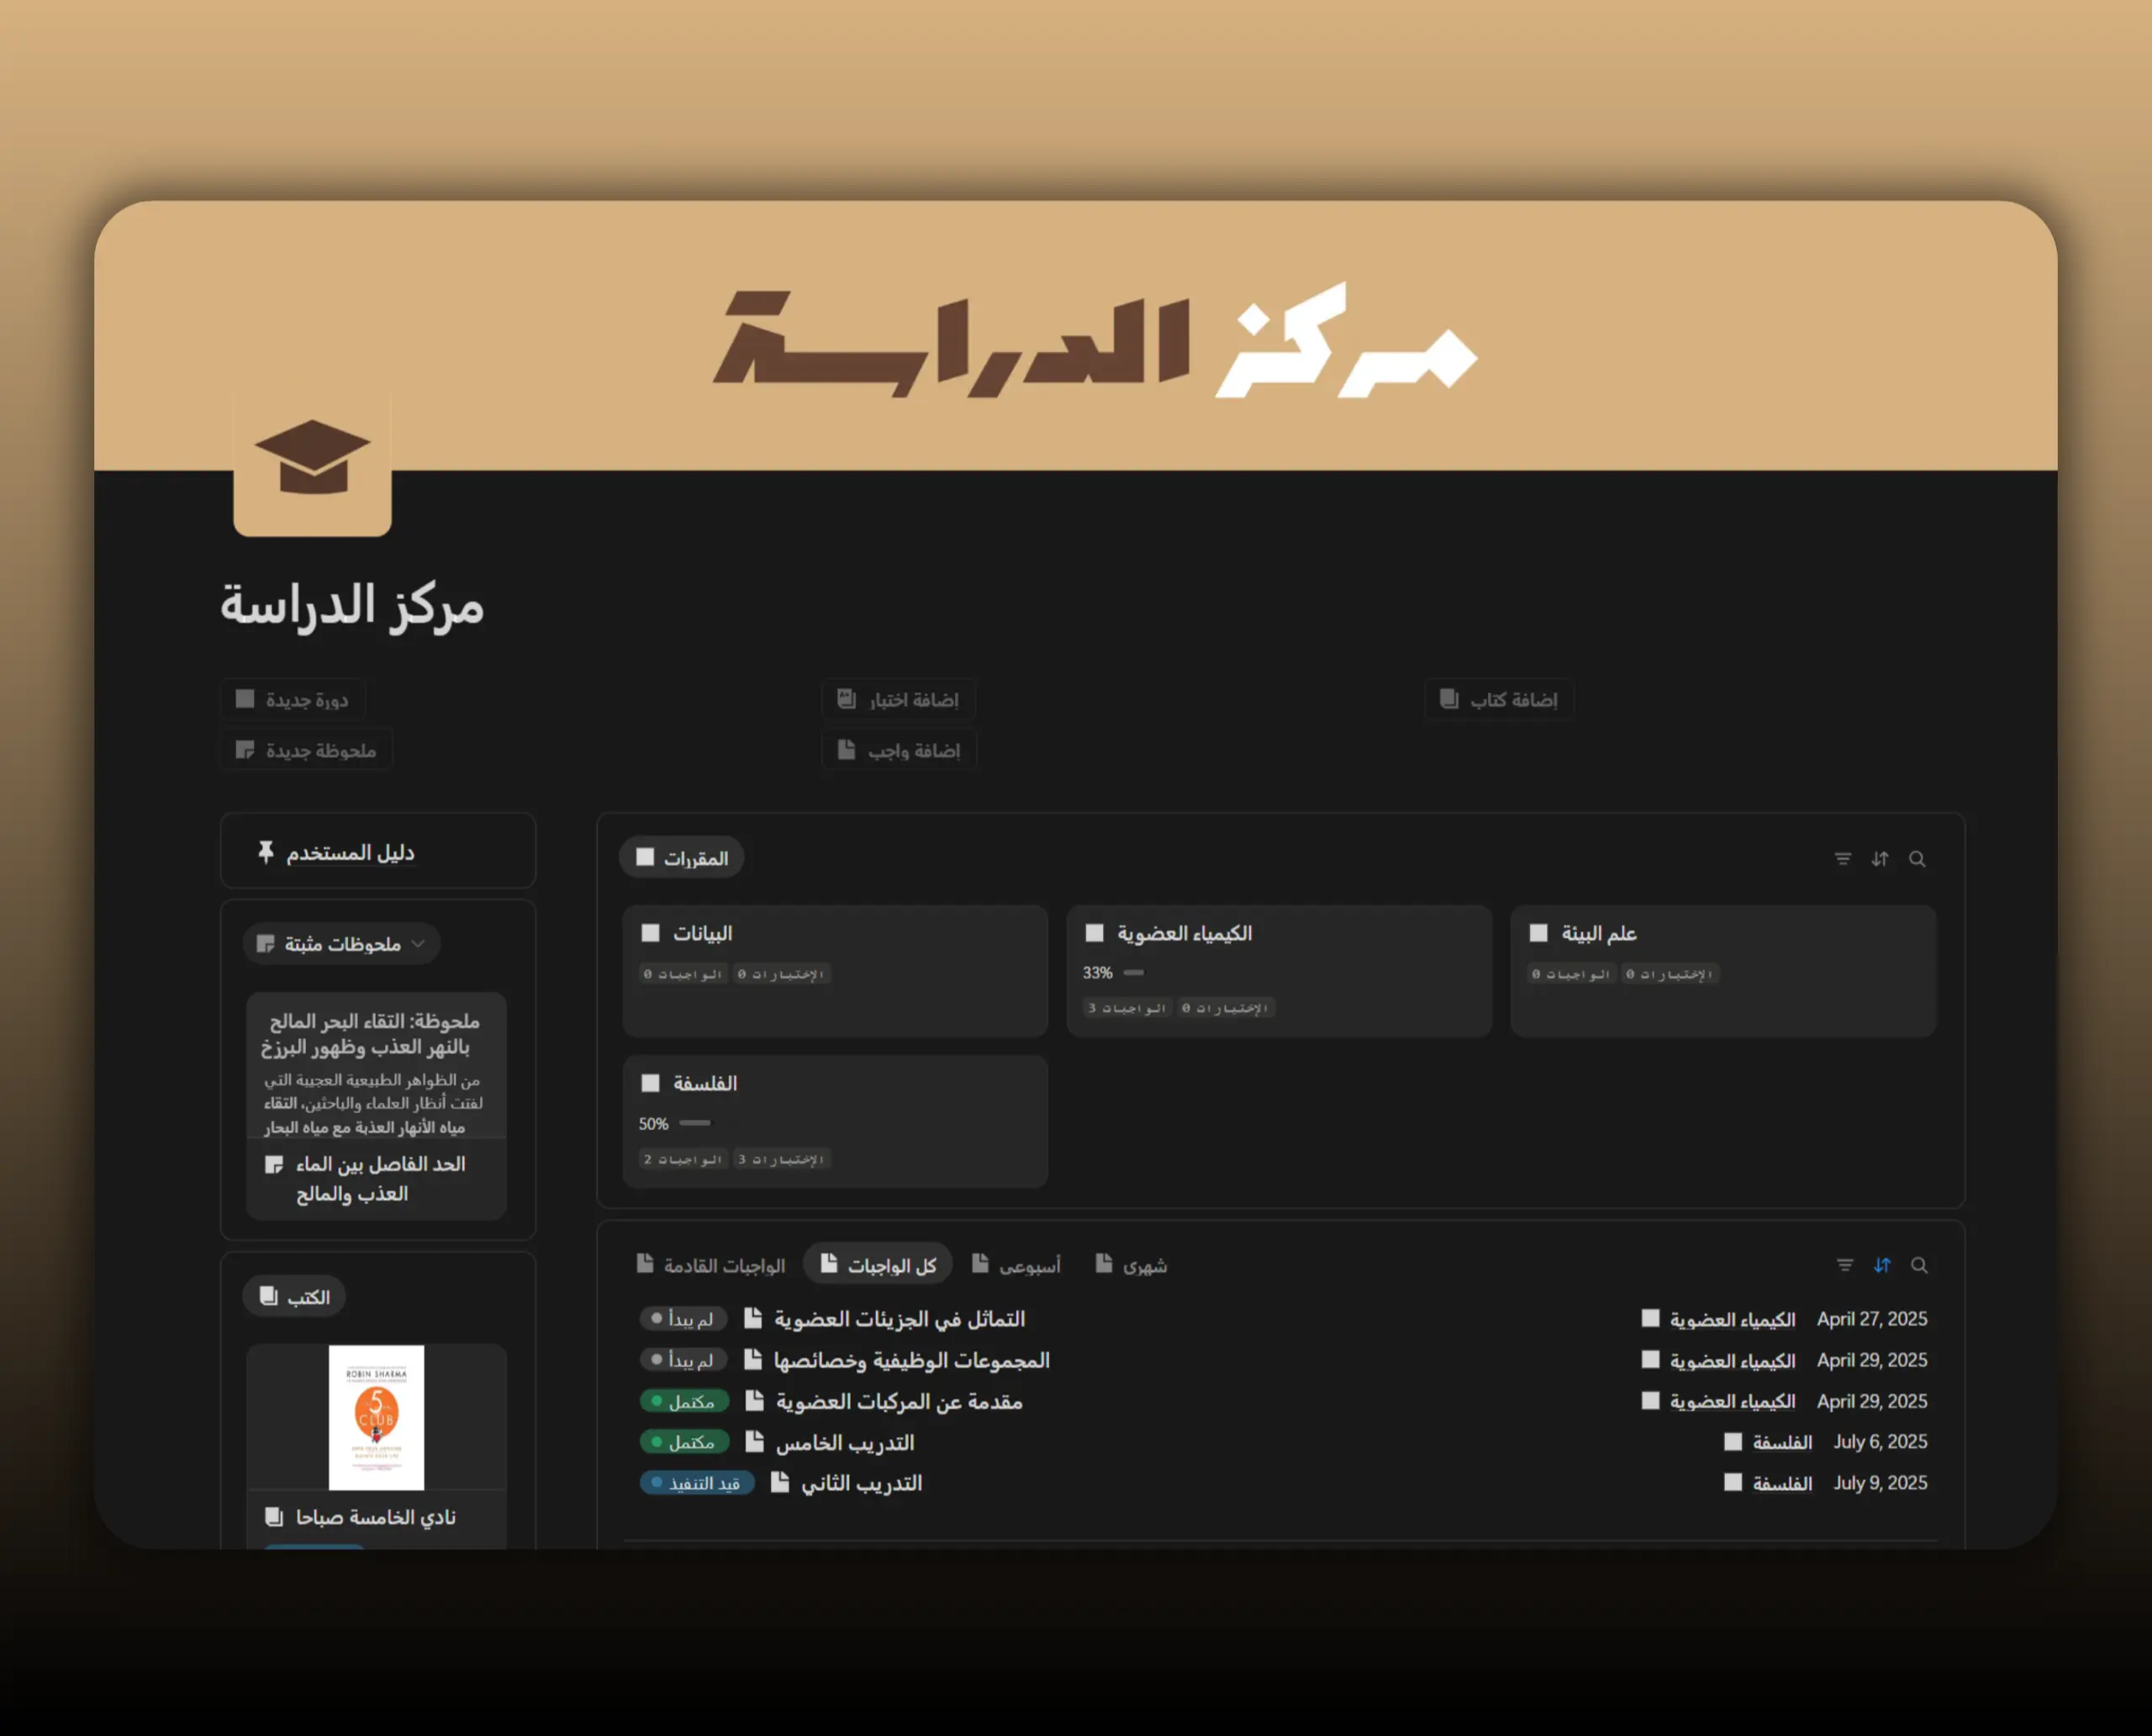 مركز الدراسة
مركز الدراسة
دورة جديدة
إضافة اختبار
إضافة كتاب
ملحوظة جديدة
إضافة واجب
دليل المستخدم
ملحوظات مثبتة
ملحوظة: التقاء البحر المالح
بالنهر العذب وظهور البرزخ
من الظواهر الطبيعية العجيبة التي
لفتت أنظار العلماء والباحثين، التقاء
مياه الأنهار العذبة مع مياه البحار
الحد الفاصل بين الماء
العذب والمالح
الكتب
ROBIN SHARMA
5
CLUB
نادي الخامسة صباحا
المقررات
البيانات
الواجبات 0 الإختبارات 0
الكيمياء العضوية
33%
الواجبات 3 الإختبارات 0
علم البيئة
الواجبات 0 الإختبارات 0
الفلسفة
50%
الواجبات 2 الإختبارات 3
الواجبات القادمة كل الواجبات أسبوعى شهرى
لم يبدأ التماثل في الجزيئات العضوية الكيمياء العضوية April 27, 2025
لم يبدأ المجموعات الوظيفية وخصائصها الكيمياء العضوية April 29, 2025
مكتمل مقدمة عن المركبات العضوية الكيمياء العضوية April 29, 2025
مكتمل التدريب الخامس الفلسفة July 6, 2025
قيد التنفيذ التدريب الثاني الفلسفة July 9, 2025